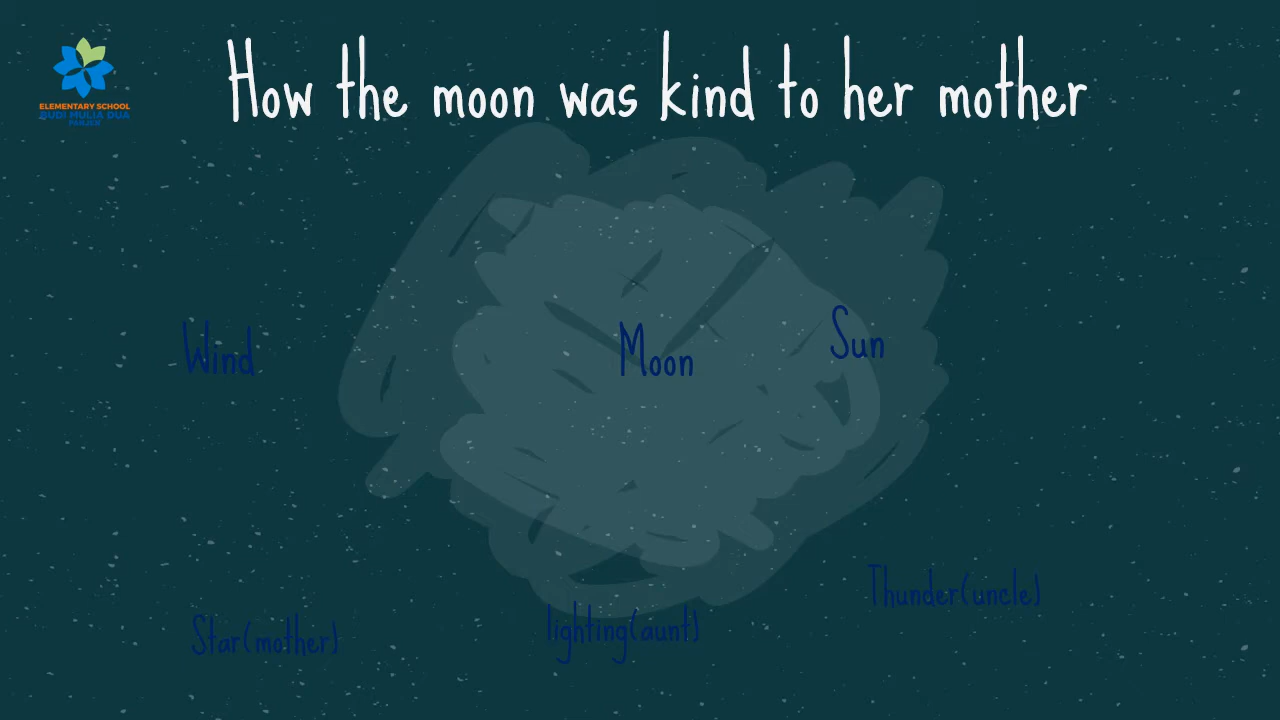 How the moon was kind to her mother
ELEMENTARY SCHOOL
BUDI MULIA DUA
Wind
Moon
Sun
Thunder(uncle)
Star(mother)
lighting(aunt)